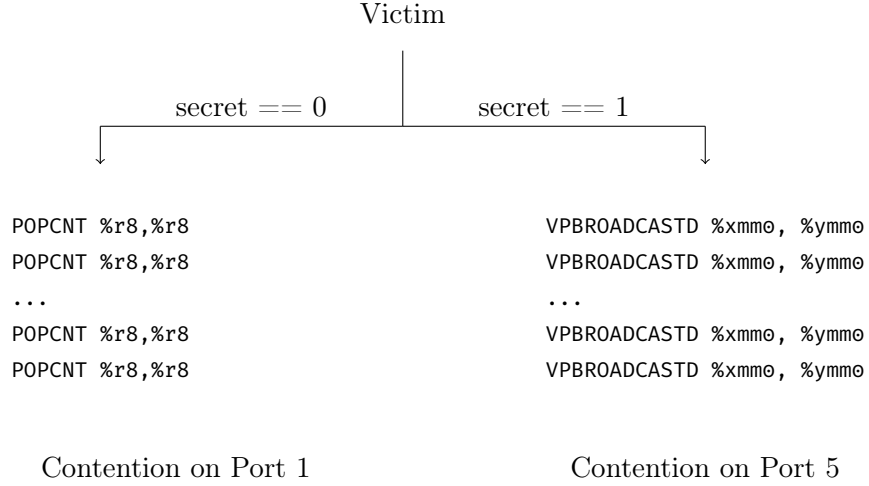 Victim
secret == 0
secret == 1
POPCNT %r8,%r8
POPCNT %r8,%r8
...
POPCNT %r8,%r8
POPCNT %r8,%r8
Contention on Port 1
VPBROADCASTD %xmm0, %ymm0
VPBROADCASTD %xmm0, %ymm0
...
VPBROADCASTD %xmm0, %ymm0
VPBROADCASTD %xmm0, %ymm0
Contention on Port 5